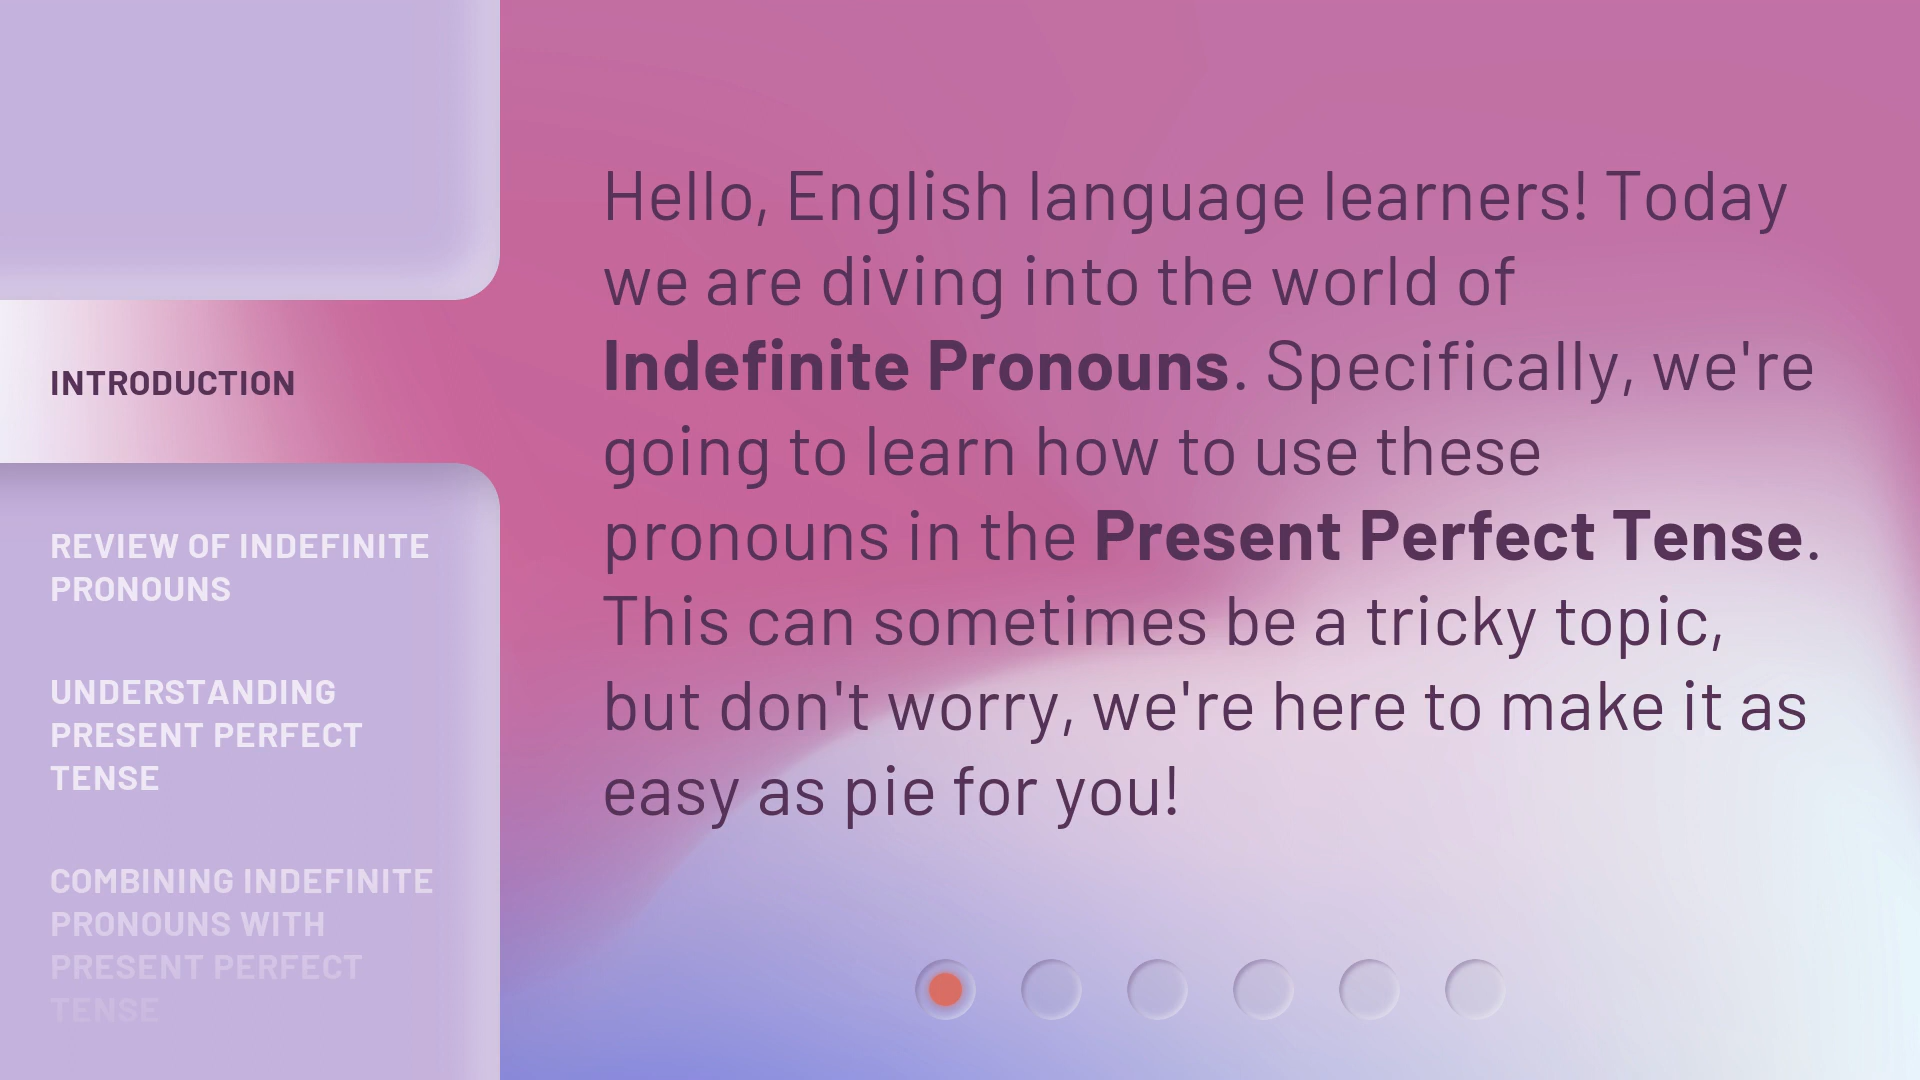 INTRODUCTION
REVIEW OF INDEFINITE
PRONOUNS
UNDERSTANDING
PRESENT PERFECT
TENSE
COMBINING INDEFINITE
PRONOUNS WITH
PRESENT PERFECT
TENSE
Hello, English language learners! Today
we are diving into the world of
Indefinite Pronouns. Specifically, we're
going to learn how to use these
pronouns in the Present Perfect Tense.
This can sometimes be a tricky topic,
but don't worry, we're here to make it as
easy as pie for you!